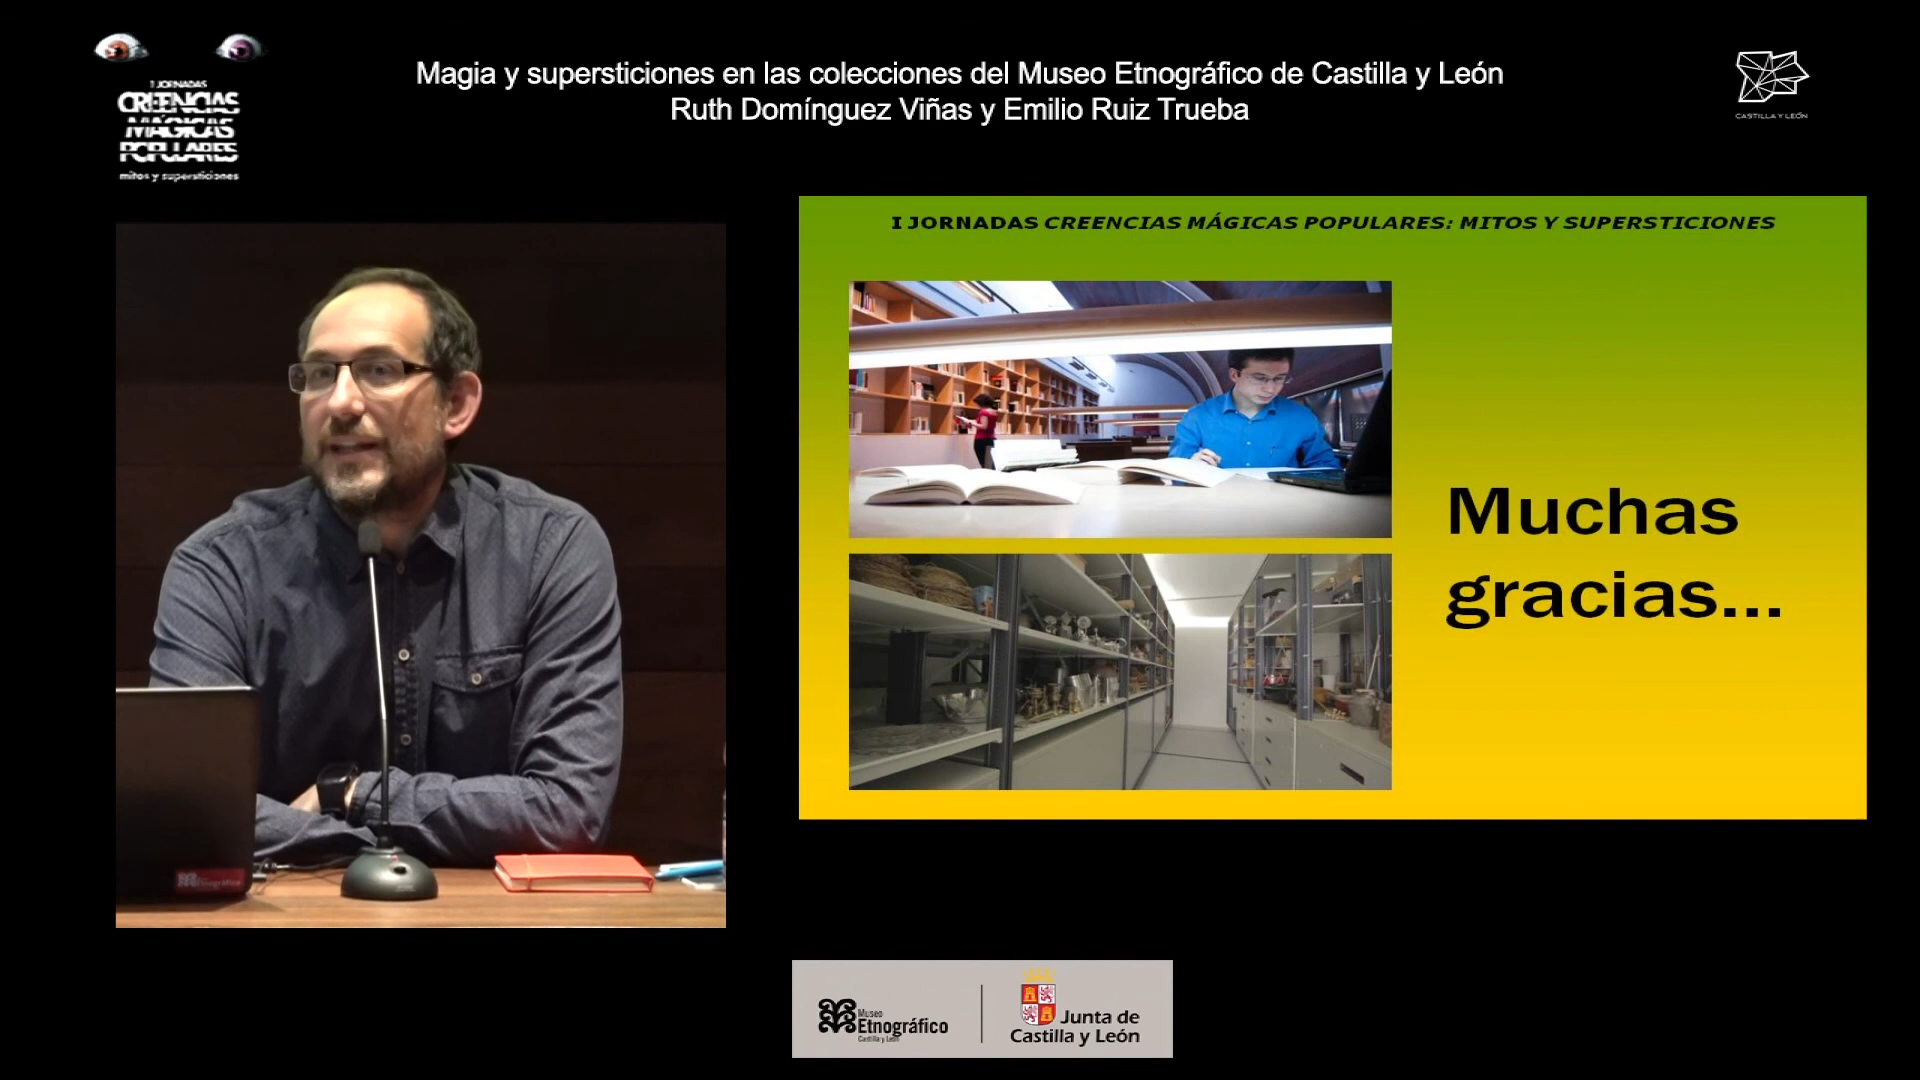 I JORNADAS
CREENCIAS
MÁGICAS
POPULARES
mitos y supersticiones
Magia y supersticiones en las colecciones del Museo Etnográfico de Castilla y León
Ruth Domínguez Viñas y Emilio Ruiz Trueba
CASTILLA Y LEÓN
I JORNADAS CREENCIAS MÁGICAS POPULARES: MITOS Y SUPERSTICIONES
Muchas
gracias...
Etnográfico
Museo
Etnográfico
Castilla y León
Junta de
Castilla y León